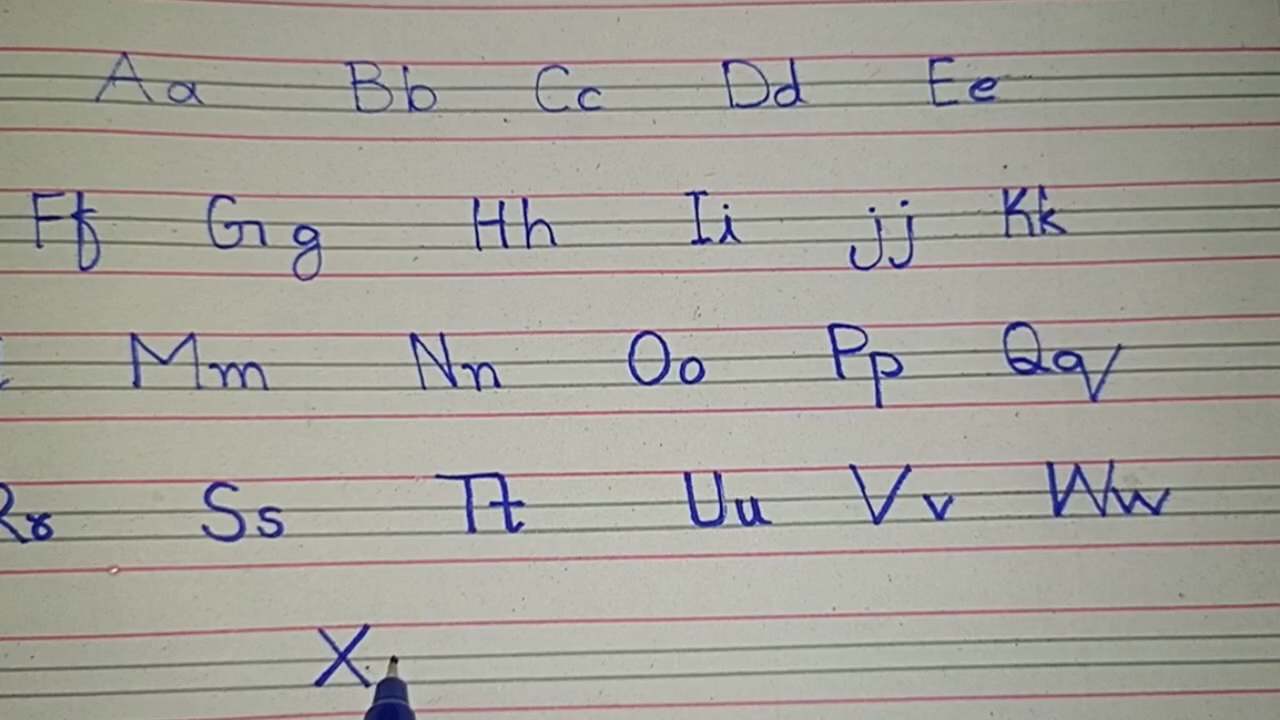 Aa Bb Cc Dd Ee
Ff Gg Hh Ii jj Kk
Mm Nn Oo Pp Qq
Rr Ss Tt Uu Vv Ww
X